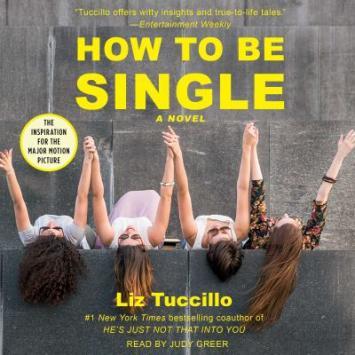 "Tuccillo offers witty insights and true-to-life tales."
—Entertainment Weekly
HOW TO BE
SINGLE
A NOVEL
THE
INSPIRATION
FOR THE
MAJOR MOTION
PICTURE
Liz Tuccillo
#1 New York Times bestselling coauthor of
HE'S JUST NOT THAT INTO YOU
READ BY JUDY GREER